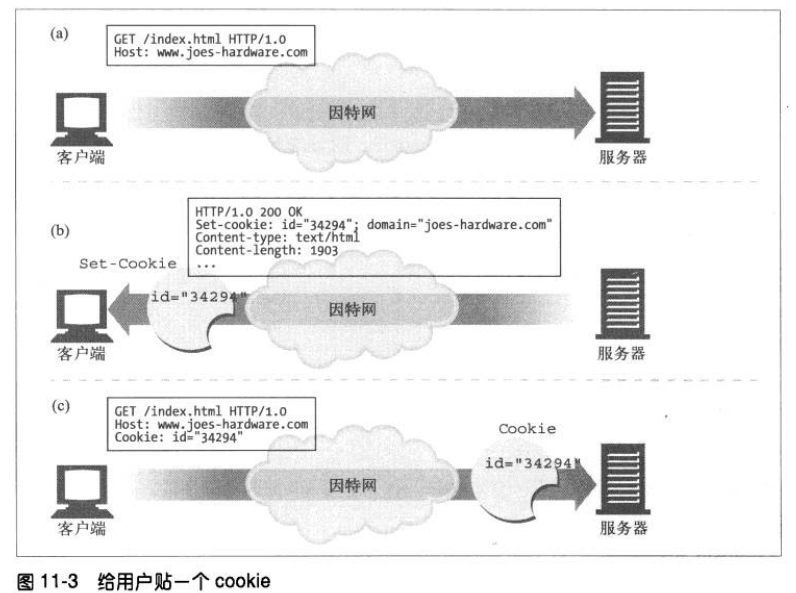 (a)
GET /index.html HTTP/1.0
Host: www.joes-hardware.com
因特网
客户端
服务器
(b)
HTTP/1.0 200 OK
Set-cookie: id="34294"; domain="joes-hardware.com"
Content-type: text/html
Content-length: 1903
...
Set-Cookie
id="34294"
因特网
客户端
服务器
(c)
GET /index.html HTTP/1.0
Host: www.joes-hardware.com
Cookie: id="34294"
Cookie
id="34294"
因特网
客户端
服务器
图 11-3 给用户贴一个 cookie